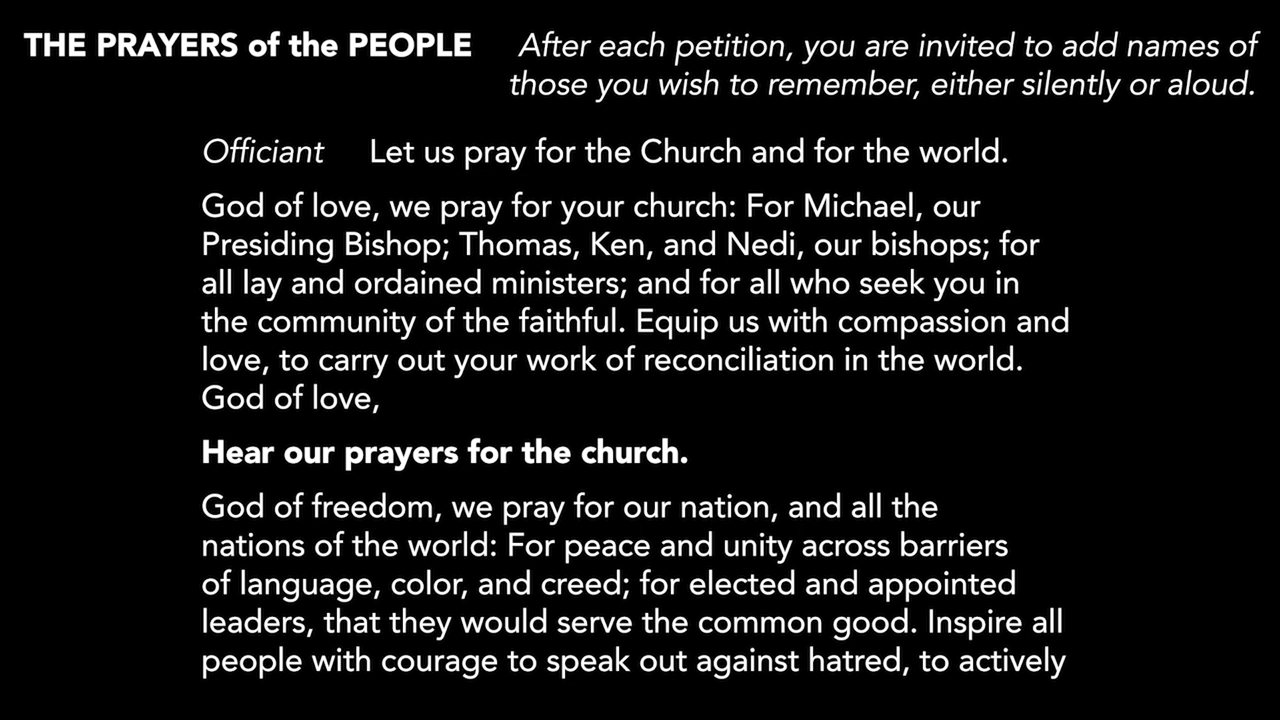 THE PRAYERS of the PEOPLE After each petition, you are invited to add names of
those you wish to remember, either silently or aloud.
Officiant Let us pray for the Church and for the world.
God of love, we pray for your church: For Michael, our
Presiding Bishop; Thomas, Ken, and Nedi, our bishops; for
all lay and ordained ministers; and for all who seek you in
the community of the faithful. Equip us with compassion and
love, to carry out your work of reconciliation in the world.
God of love,
Hear our prayers for the church.
God of freedom, we pray for our nation, and all the
nations of the world: For peace and unity across barriers
of language, color, and creed; for elected and appointed
leaders, that they would serve the common good. Inspire all
people with courage to speak out against hatred, to actively